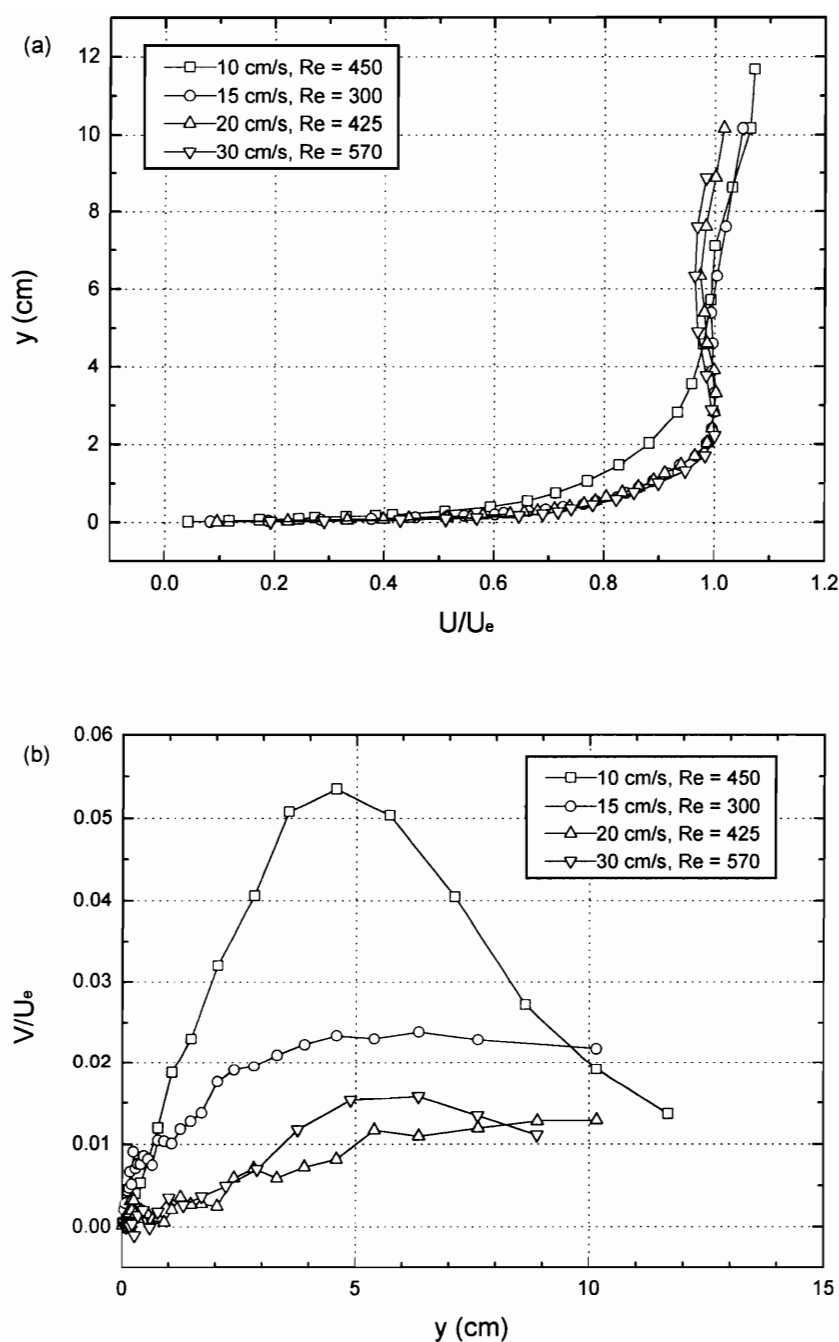 (a)
10 cm/s, Re = 450
15 cm/s, Re = 300
20 cm/s, Re = 425
30 cm/s, Re = 570
12
10
8
6
4
2
0
y (cm)
0.0 0.2 0.4 0.6 0.8 1.0 1.2
U/Ue
(b)
10 cm/s, Re = 450
15 cm/s, Re = 300
20 cm/s, Re = 425
30 cm/s, Re = 570
0.06
0.05
0.04
0.03
0.02
0.01
0.00
V/Ue
0 5 10 15
y (cm)